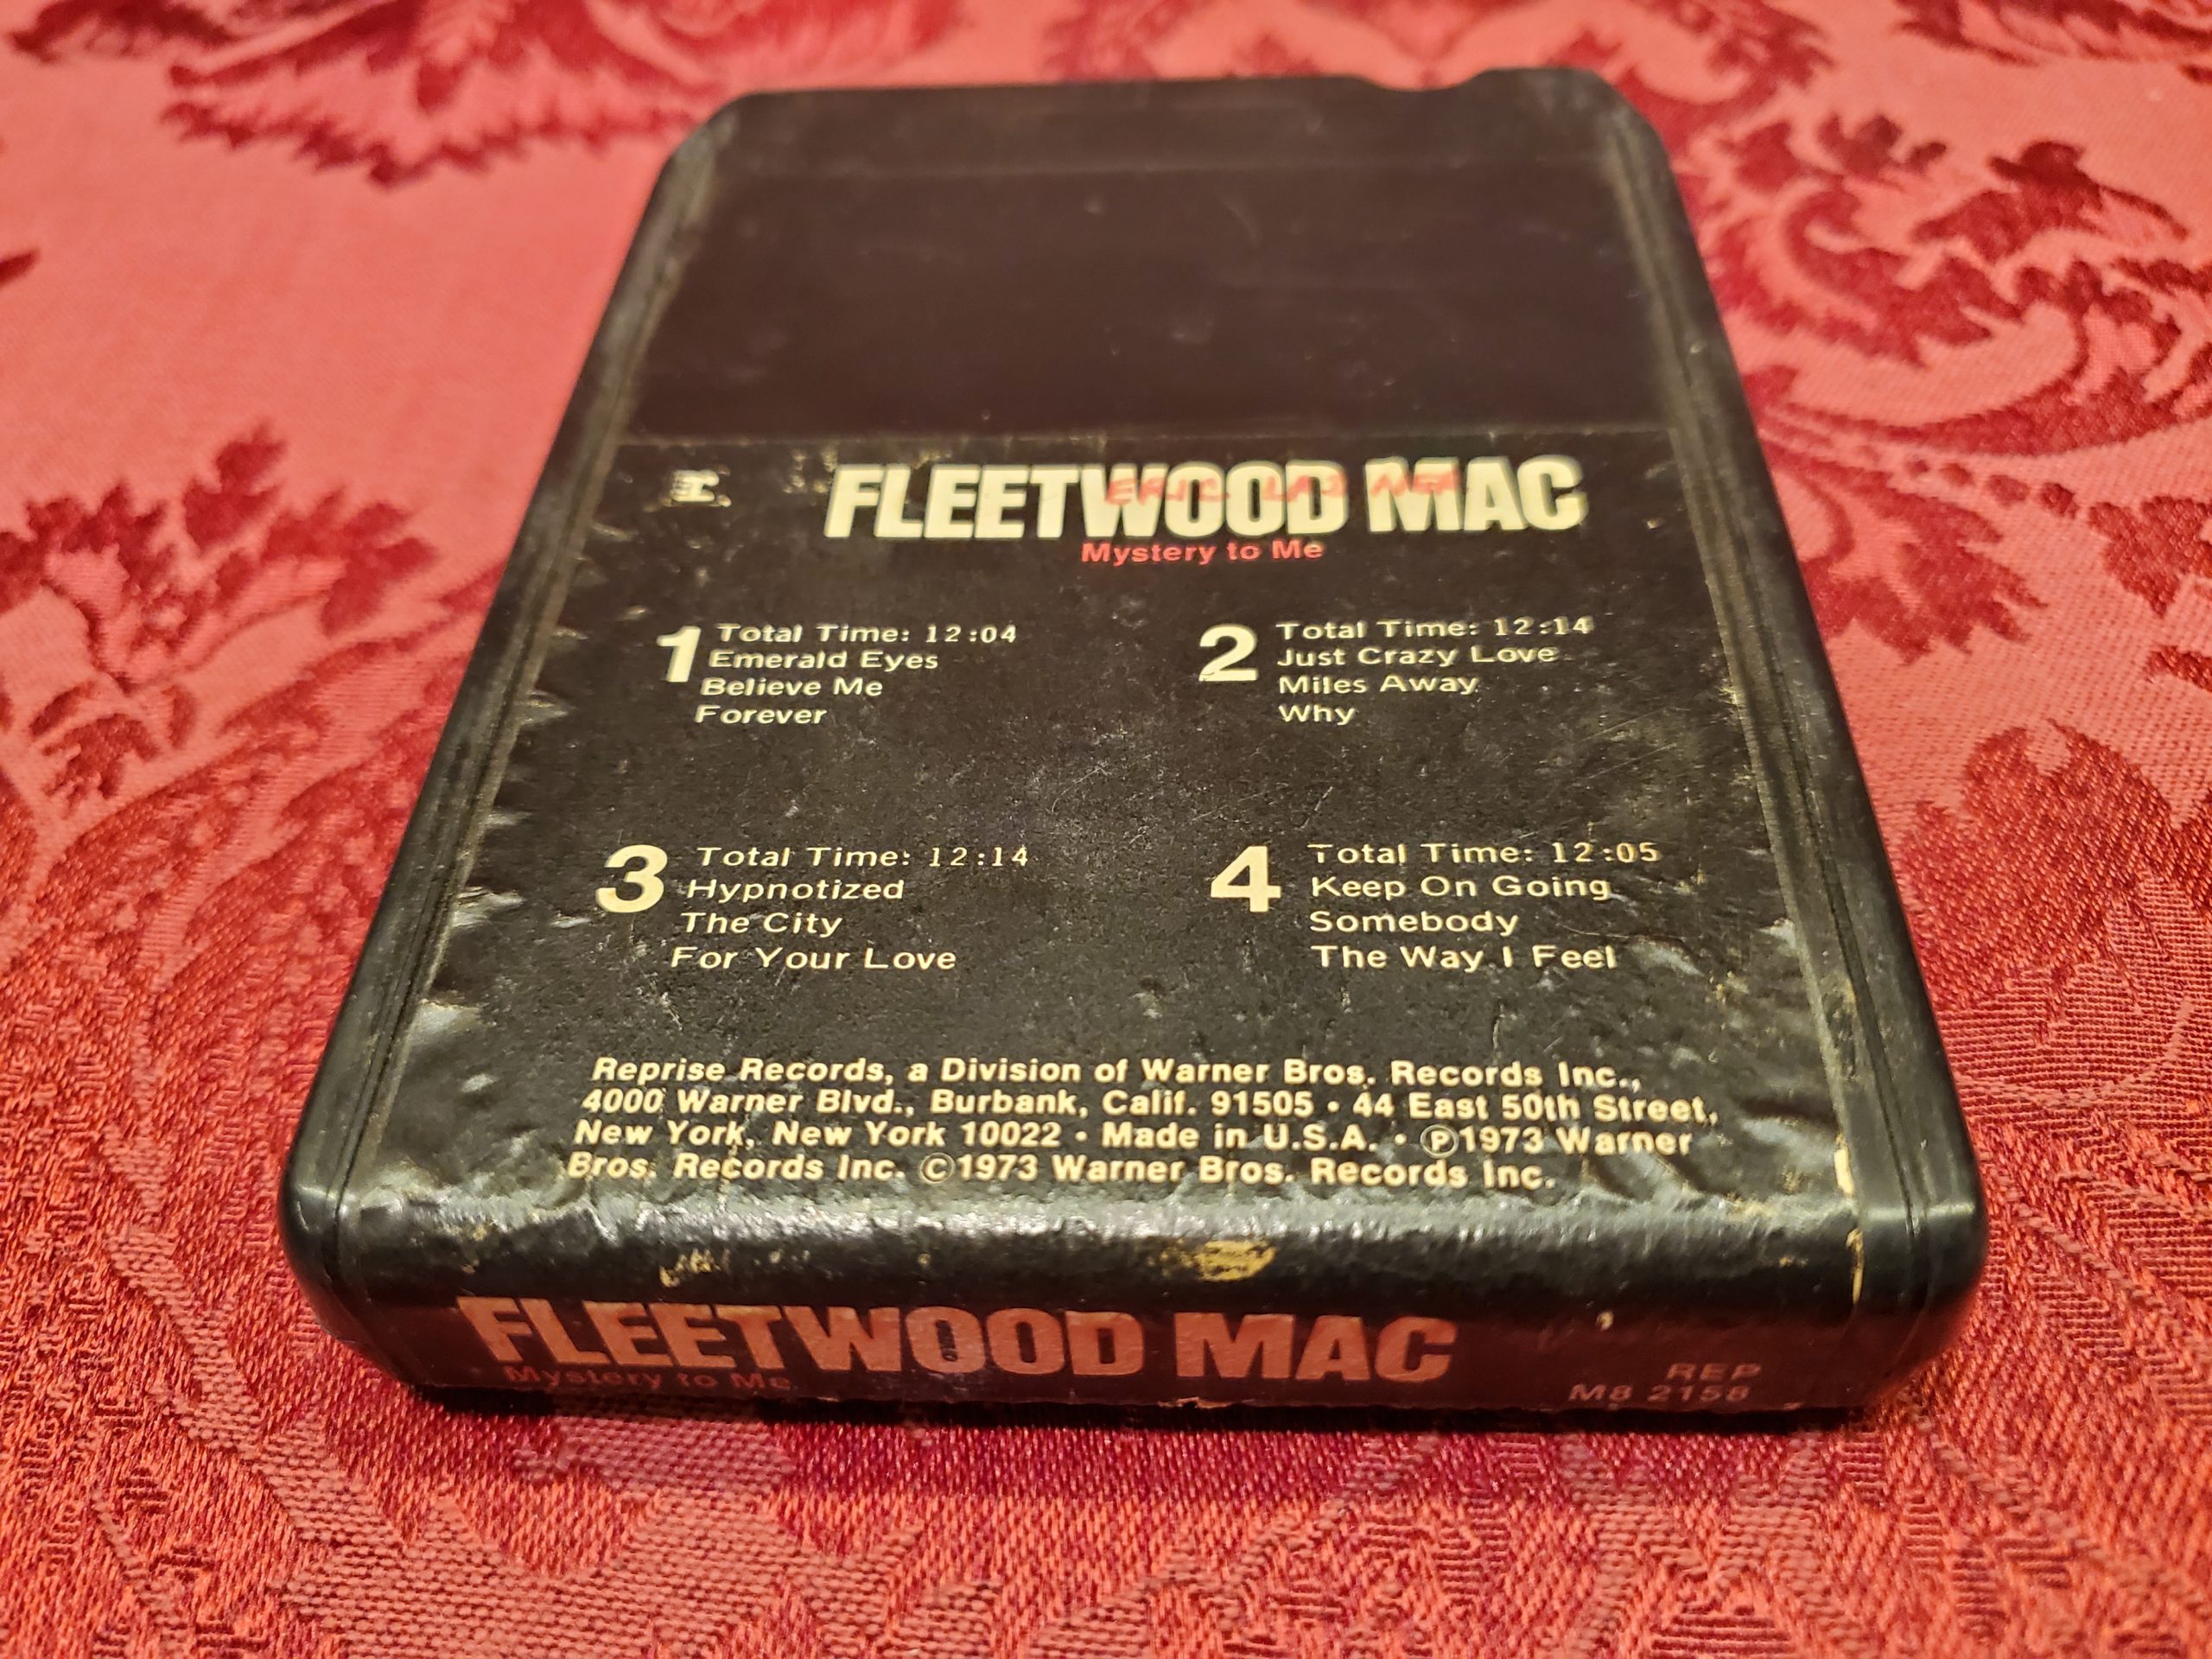 FLEETWOOD MAC
Mystery to Me
1 Total Time: 12:04
Emerald Eyes
Believe Me
Forever
2 Total Time: 12:14
Just Crazy Love
Miles Away
Why
3 Total Time: 12:14
Hypnotized
The City
For Your Love
4 Total Time: 12:05
Keep On Going
Somebody
The Way I Feel
Reprise Records, a Division of Warner Bros. Records Inc.,
4000 Warner Blvd., Burbank, Calif. 91505 • 44 East 50th Street,
New York, New York 10022 • Made in U.S.A. • ℗1973 Warner
Bros. Records Inc. ©1973 Warner Bros. Records Inc.
FLEETWOOD MAC
Mystery to Me
REP
M8 2158